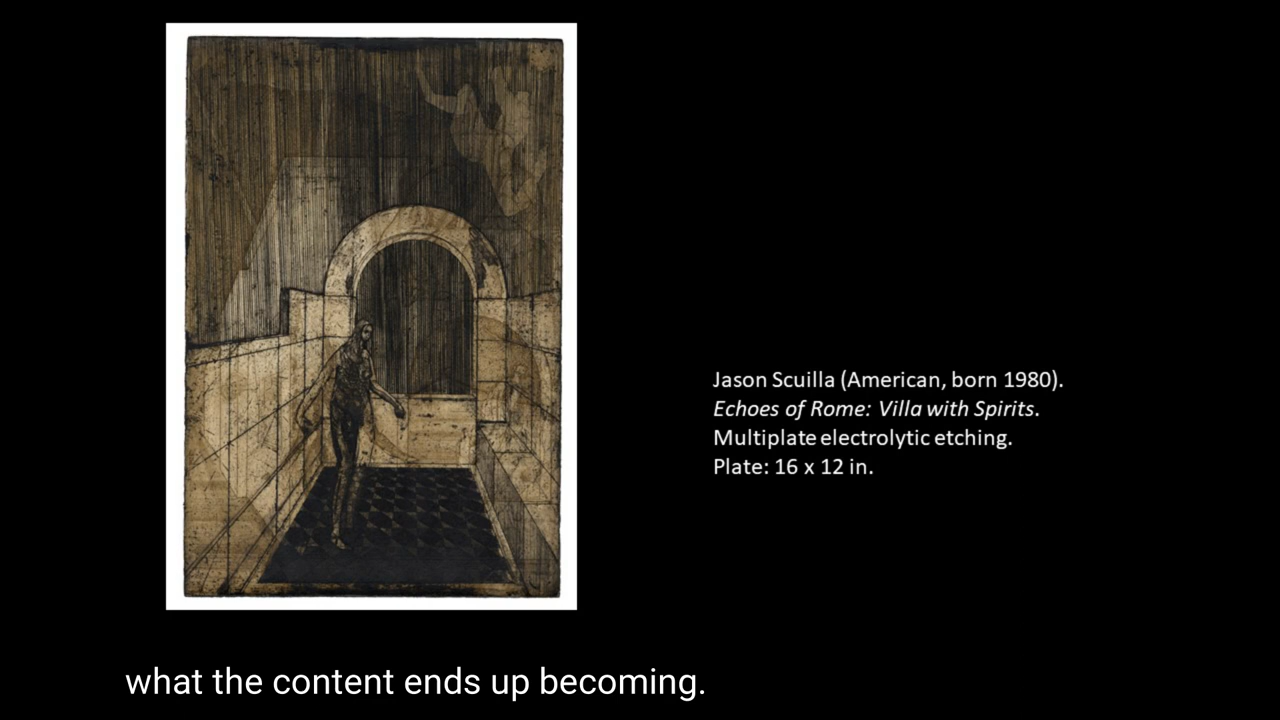 Jason Scuilla (American, born 1980).
Echoes of Rome: Villa with Spirits.
Multiplate electrolytic etching.
Plate: 16 x 12 in.
what the content ends up becoming.